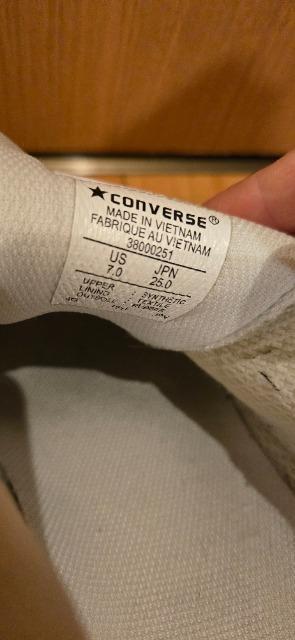 ★CONVERSE®
MADE IN VIETNAM
FABRIQUE AU VIETNAM
38000251
US JPN
7.0 25.0
UPPER : SYNTHETIC
LINING : TEXTILE
OUTSOLE : RUBBER